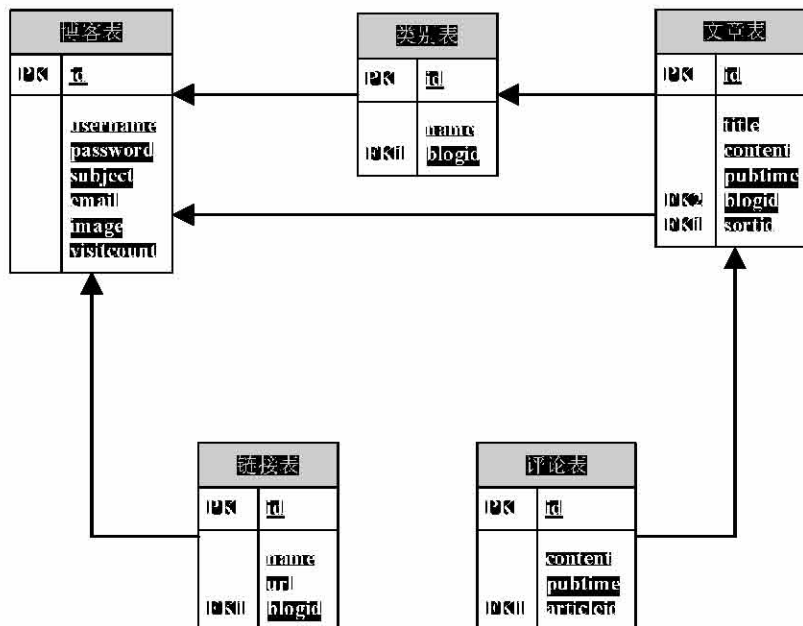 博客表
PK id
username
password
subject
email
image
visitcount
类别表
PK id
name
FK1 blogid
文章表
PK id
title
content
pubtime
FK2 blogid
FK1 sortid
链接表
PK id
name
url
FK1 blogid
评论表
PK id
content
pubtime
FK1 articleid